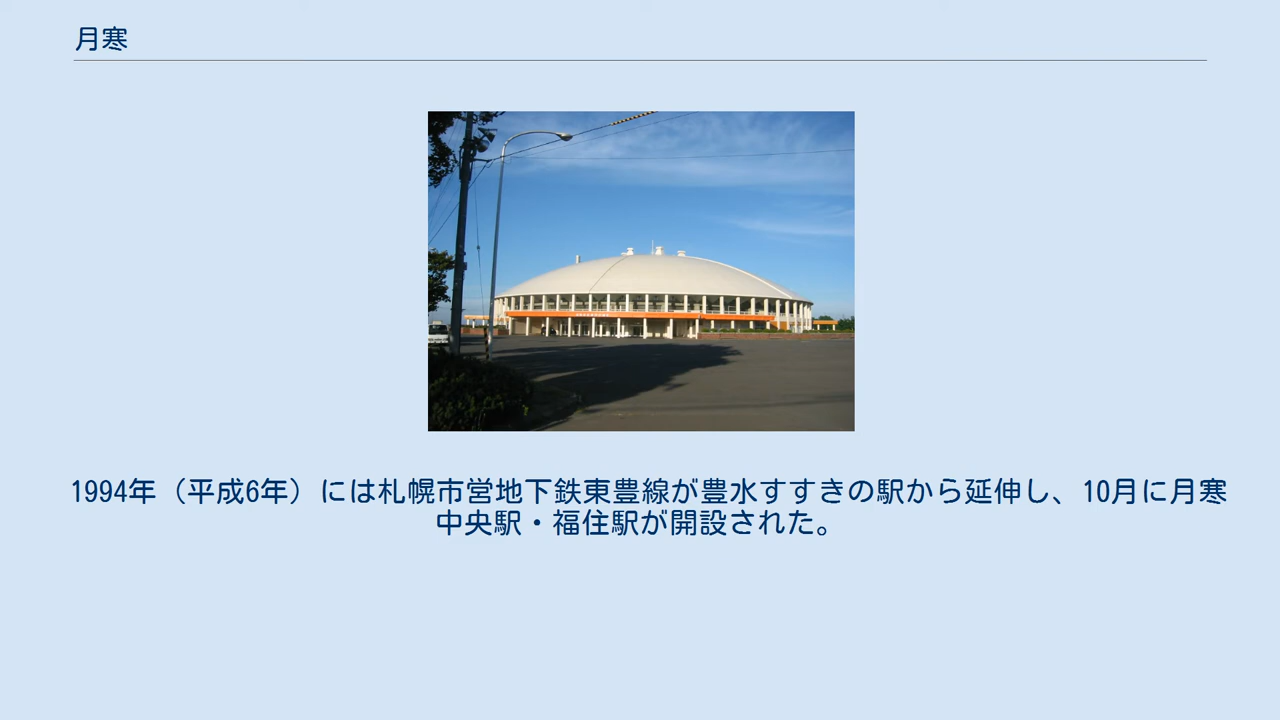 月寒
1994年（平成6年）には札幌市営地下鉄東豊線が豊水すすきの駅から延伸し、10月に月寒
中央駅・福住駅が開設された。